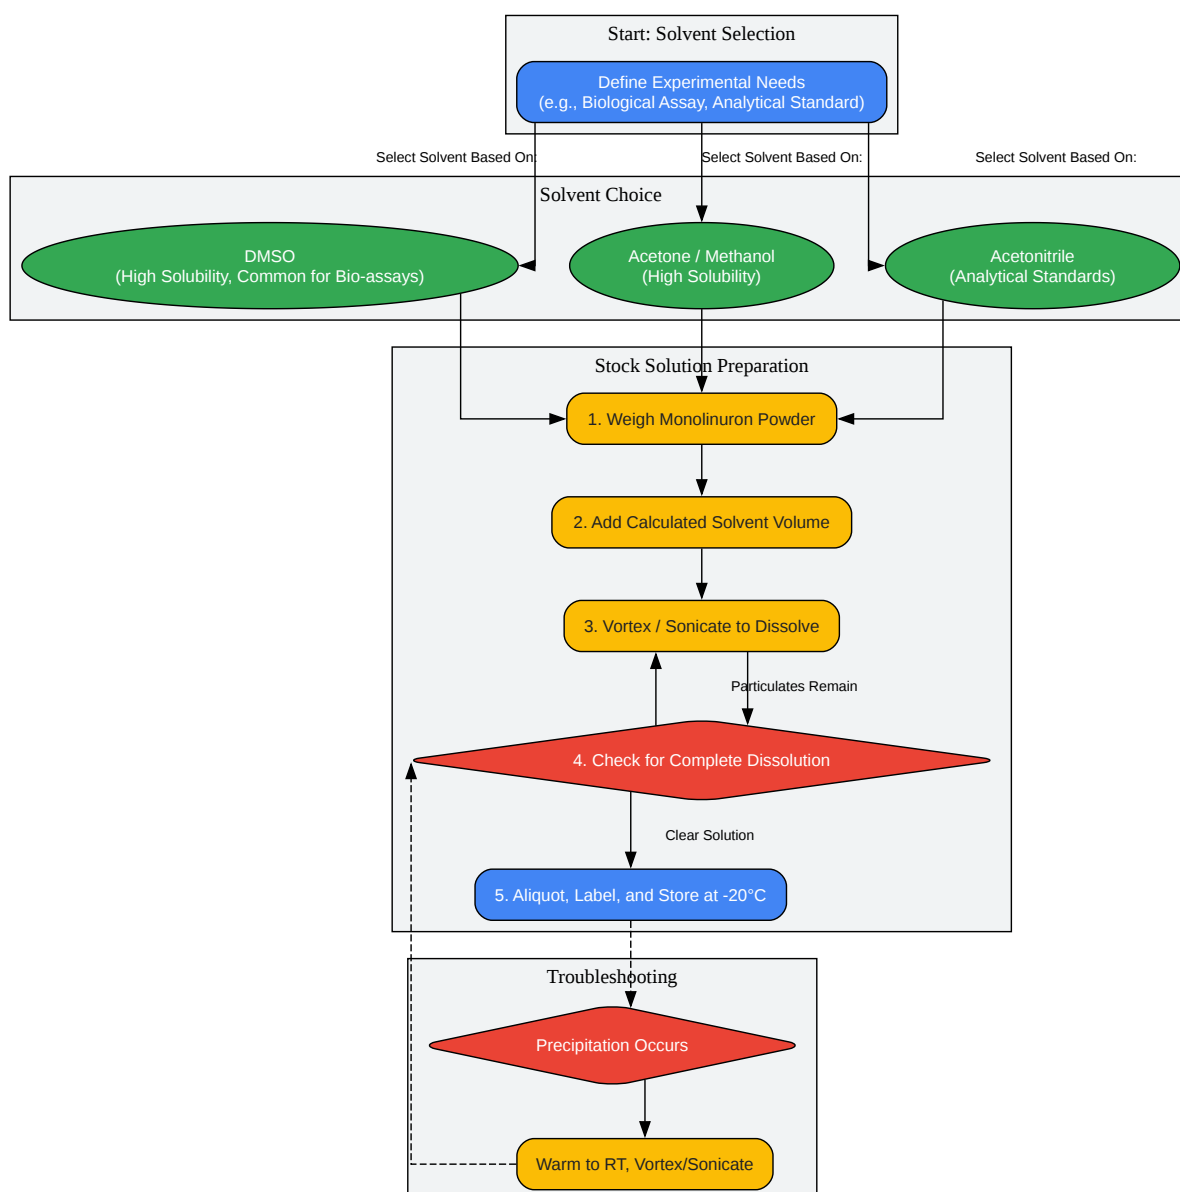 Start: Solvent Selection
Define Experimental Needs
(e.g., Biological Assay, Analytical Standard)
Select Solvent Based On:
Select Solvent Based On:
Select Solvent Based On:
Solvent Choice
DMSO
(High Solubility, Common for Bio-assays)
Acetone / Methanol
(High Solubility)
Acetonitrile
(Analytical Standards)
Stock Solution Preparation
1. Weigh Monolinuron Powder
2. Add Calculated Solvent Volume
3. Vortex / Sonicate to Dissolve
Particulates Remain
4. Check for Complete Dissolution
Clear Solution
5. Aliquot, Label, and Store at -20°C
Troubleshooting
Precipitation Occurs
Warm to RT, Vortex/Sonicate